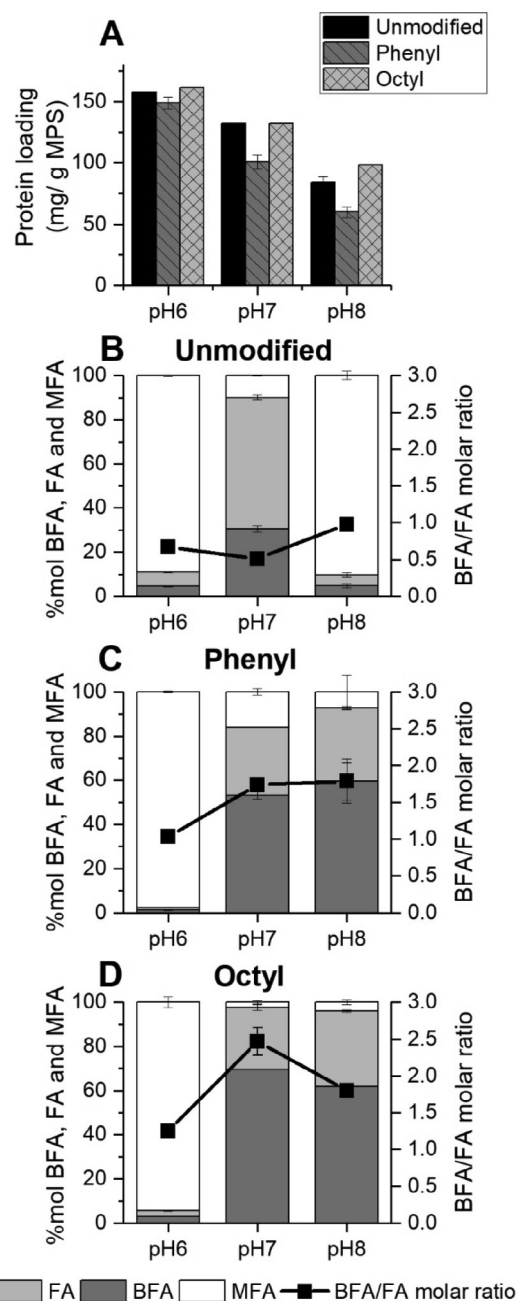 A
Unmodified
Phenyl
Octyl
Protein loading
(mg/ g MPS)
150
100
50
0
pH6 pH7 pH8
B Unmodified
%mol BFA, FA and MFA
100
80
60
40
20
0
BFA/FA molar ratio
3.0
2.5
2.0
1.5
1.0
0.5
0.0
pH6 pH7 pH8
C Phenyl
%mol BFA, FA and MFA
100
80
60
40
20
0
BFA/FA molar ratio
3.0
2.5
2.0
1.5
1.0
0.5
0.0
pH6 pH7 pH8
D Octyl
%mol BFA, FA and MFA
100
80
60
40
20
0
BFA/FA molar ratio
3.0
2.5
2.0
1.5
1.0
0.5
0.0
pH6 pH7 pH8
FA BFA MFA BFA/FA molar ratio